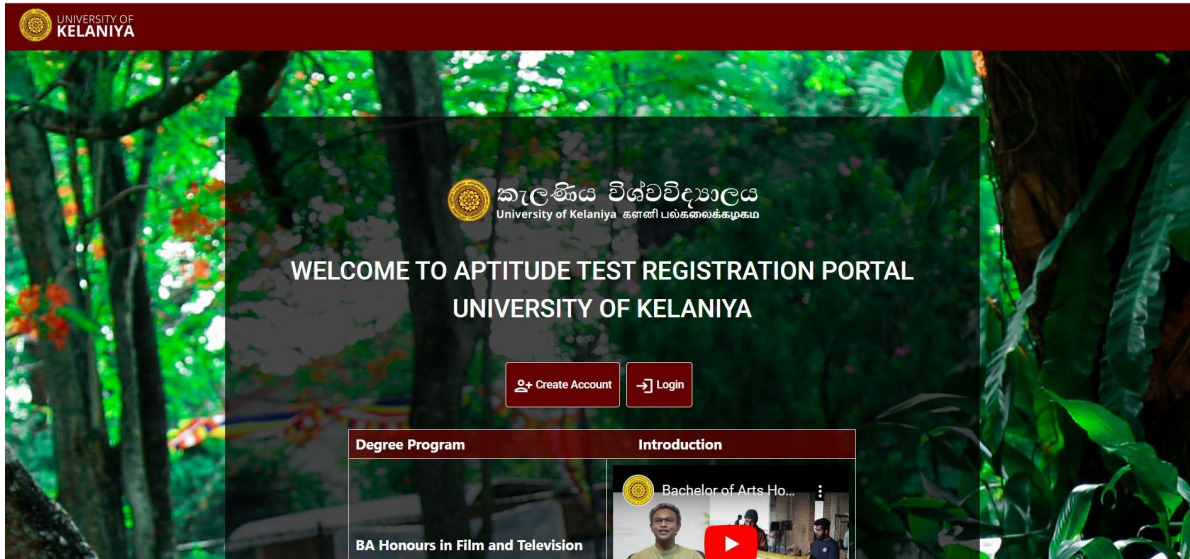 UNIVERSITY OF
KELANIYA
කැලණිය විශ්වවිද්‍යාලය
University of Kelaniya களனி பல்கலைக்கழகம
WELCOME TO APTITUDE TEST REGISTRATION PORTAL
UNIVERSITY OF KELANIYA
Create Account
Login
Degree Program Introduction
Bachelor of Arts Ho...
BA Honours in Film and Television